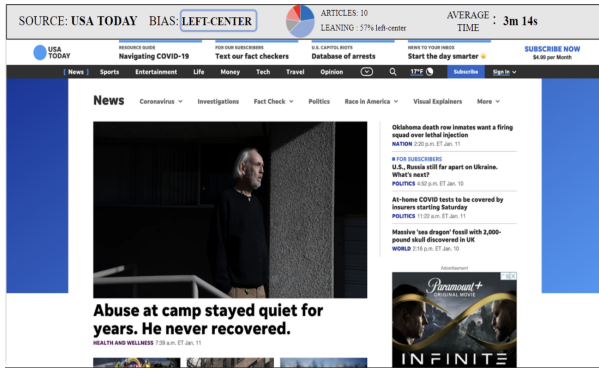 SOURCE: USA TODAY BIAS: LEFT-CENTER
ARTICLES: 10
LEANING : 57% left-center
AVERAGE TIME : 3m 14s
USA TODAY
RESOURCE GUIDE
Navigating COVID-19
FOR OUR SUBSCRIBERS
Text our fact checkers
U.S. CAPITOL RIOTS
Database of arrests
NEWS TO YOUR INBOX
Start the day smarter
SUBSCRIBE NOW
$4.99 per Month
[ News ] Sports Entertainment Life Money Tech Travel Opinion 17°F Subscribe Sign In
News Coronavirus Investigations Fact Check Politics Race in America Visual Explainers More
Oklahoma death row inmates want a firing
squad over lethal injection
NATION 2:20 p.m. ET Jan. 11
FOR SUBSCRIBERS
U.S., Russia still far apart on Ukraine.
What's next?
POLITICS 4:52 p.m. ET Jan. 10
At-home COVID tests to be covered by
insurers starting Saturday
POLITICS 11:20 a.m. ET Jan. 11
Massive 'sea dragon' fossil with 2,000-
pound skull discovered in UK
WORLD 2:16 p.m. ET Jan. 10
Advertisement
Paramount+
ORIGINAL MOVIE
INFINITE
Abuse at camp stayed quiet for
years. He never recovered.
HEALTH AND WELLNESS 7:39 a.m. ET Jan. 11